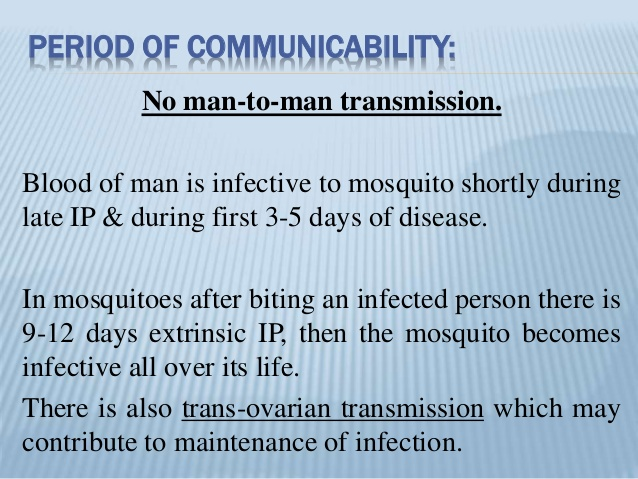 PERIOD OF COMMUNICABILITY:
No man-to-man transmission.
Blood of man is infective to mosquito shortly during
late IP & during first 3-5 days of disease.
In mosquitoes after biting an infected person there is
9-12 days extrinsic IP, then the mosquito becomes
infective all over its life.
There is also trans-ovarian transmission which may
contribute to maintenance of infection.